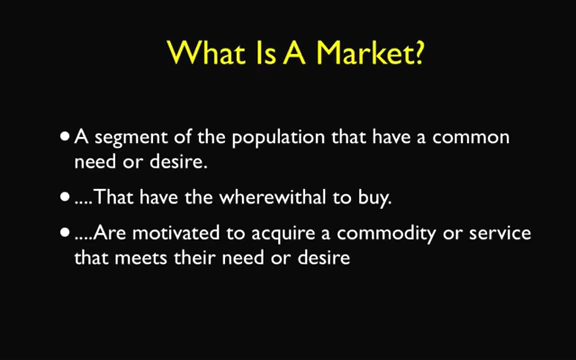 What Is A Market?
• A segment of the population that have a common
need or desire.
• ....That have the wherewithal to buy.
• ....Are motivated to acquire a commodity or service
that meets their need or desire